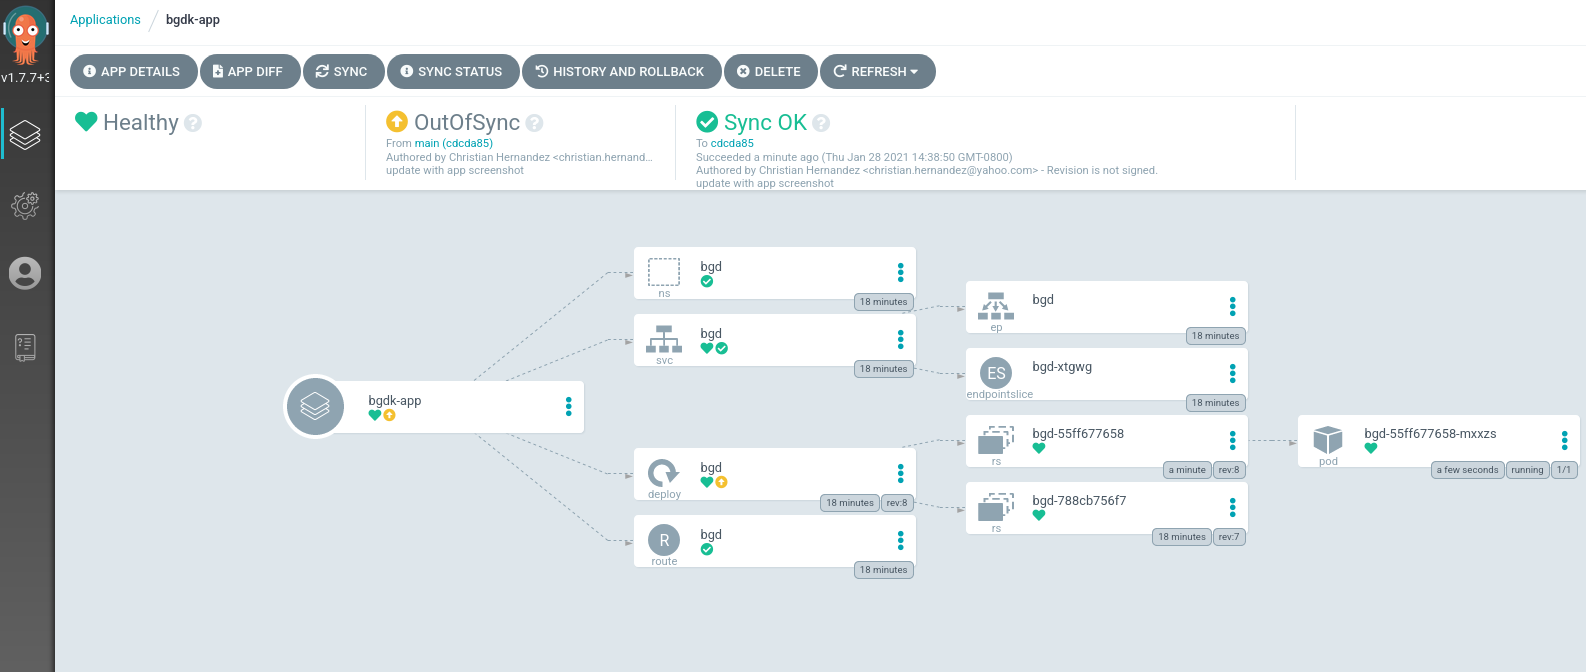 Applications / bgdk-app
v1.7.7+3
APP DETAILS
APP DIFF
SYNC
SYNC STATUS
HISTORY AND ROLLBACK
DELETE
REFRESH
Healthy
OutOfSync
From main (cdcda85)
Authored by Christian Hernandez <christian.hernand...
update with app screenshot
Sync OK
To cdcda85
Succeeded a minute ago (Thu Jan 28 2021 14:38:50 GMT-0800)
Authored by Christian Hernandez <christian.hernandez@yahoo.com> - Revision is not signed.
update with app screenshot
bgdk-app
bgd
ns
18 minutes
bgd
svc
18 minutes
bgd
deploy
18 minutes rev:8
bgd
R
route
18 minutes
bgd
ep
18 minutes
bgd-xtgwg
ES
endpointslice
18 minutes
bgd-55ff677658
rs
a minute rev:8
bgd-788cb756f7
rs
18 minutes rev:7
bgd-55ff677658-mxxzs
pod
a few seconds running 1/1